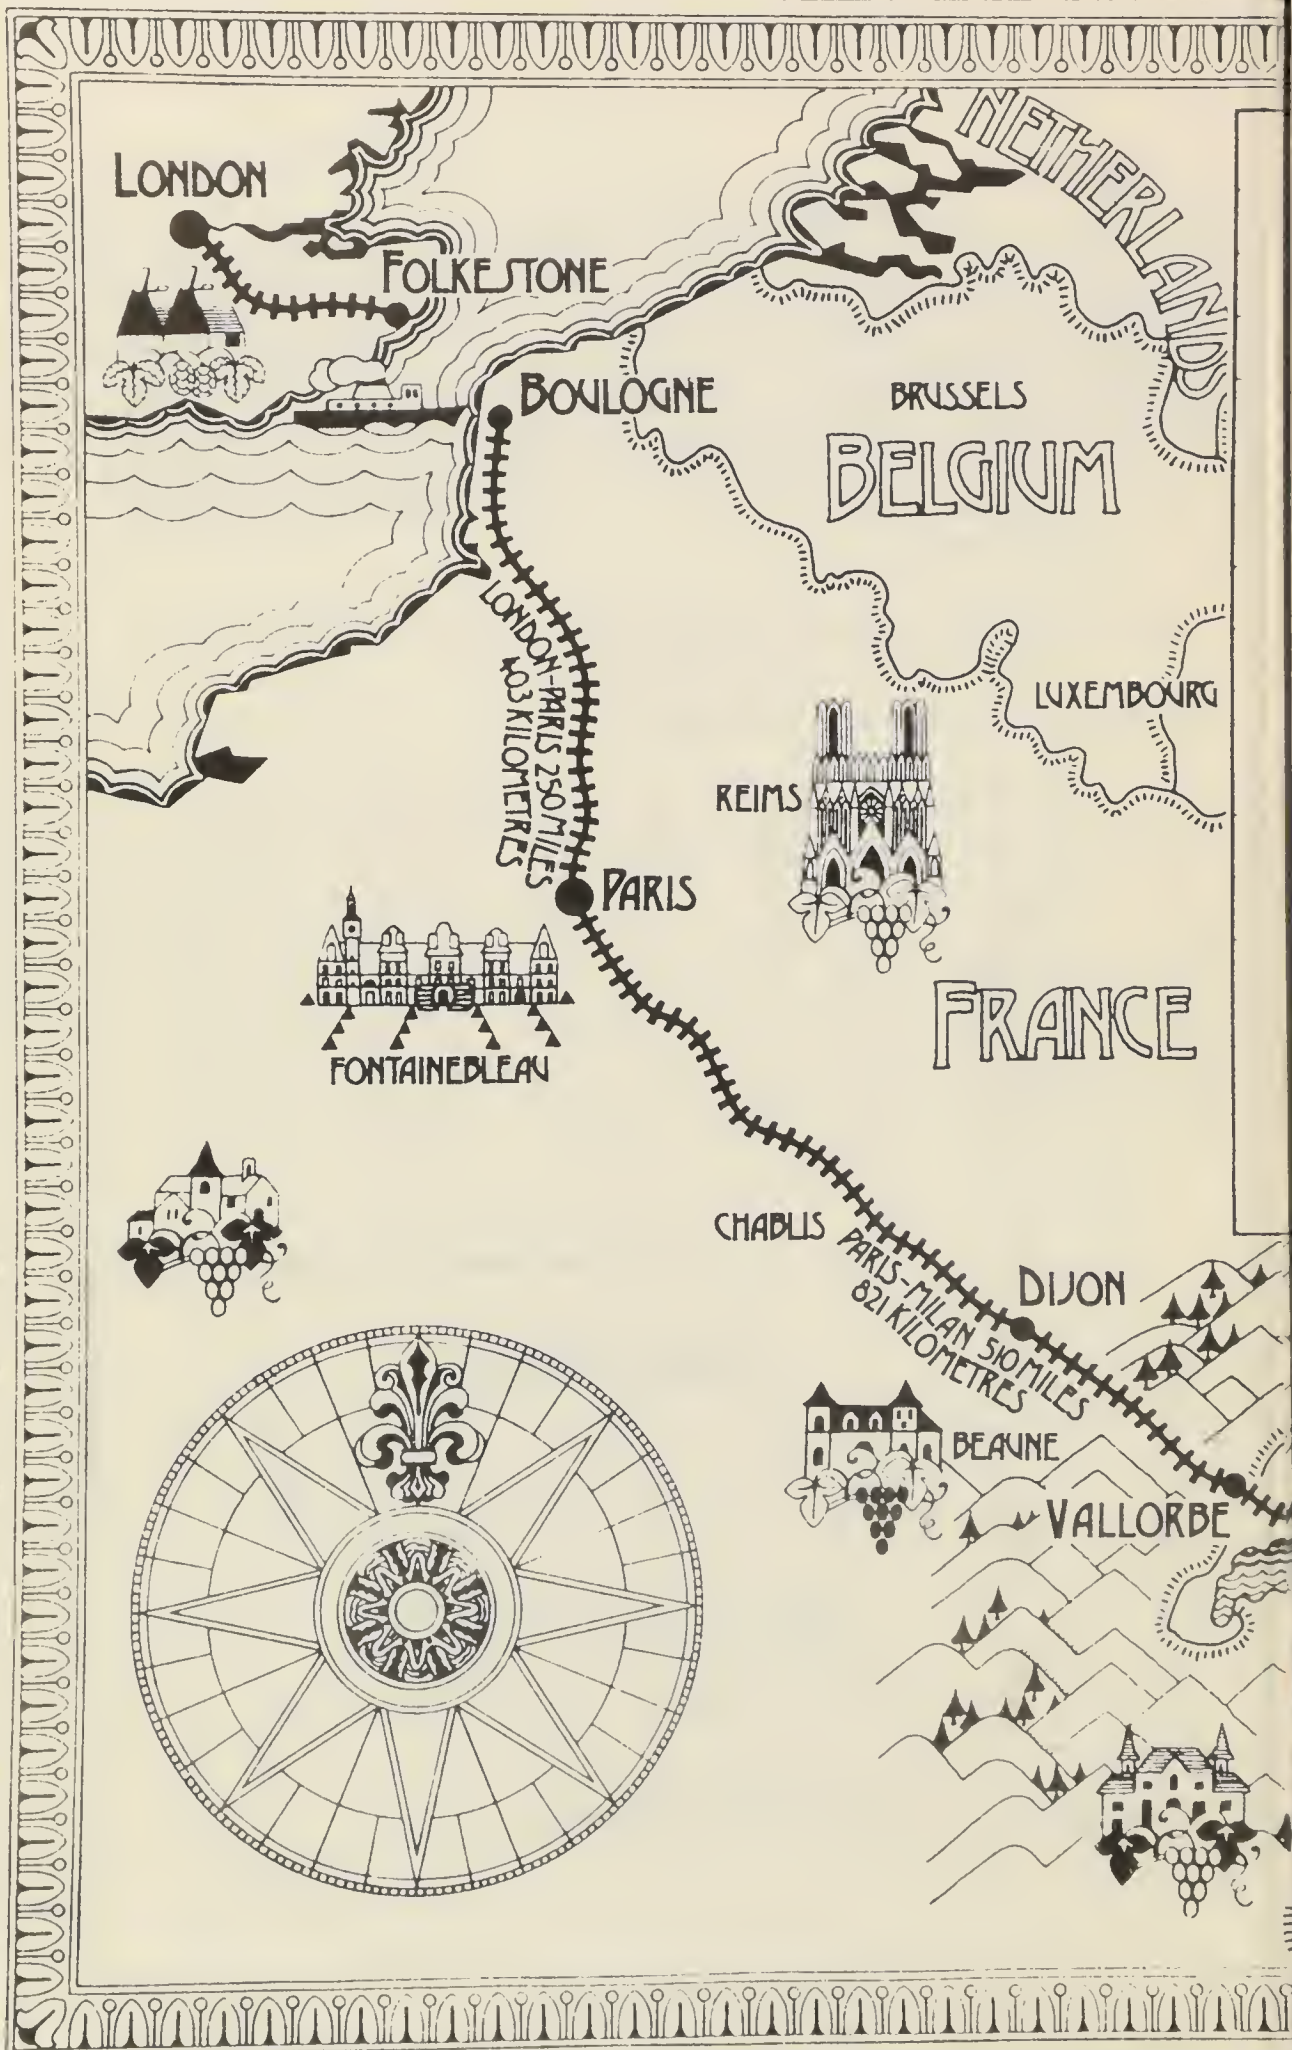 NETHERLANDS
LONDON
FOLKESTONE
BOULOGNE
BRUSSELS
BELGIUM
LONDON-PARIS 250 MILES
403 KILOMETRES
LUXEMBOURG
REIMS
PARIS
FRANCE
FONTAINEBLEAU
CHABLIS
PARIS-MILAN 510 MILES
821 KILOMETRES
DIJON
BEAUNE
VALLORBE